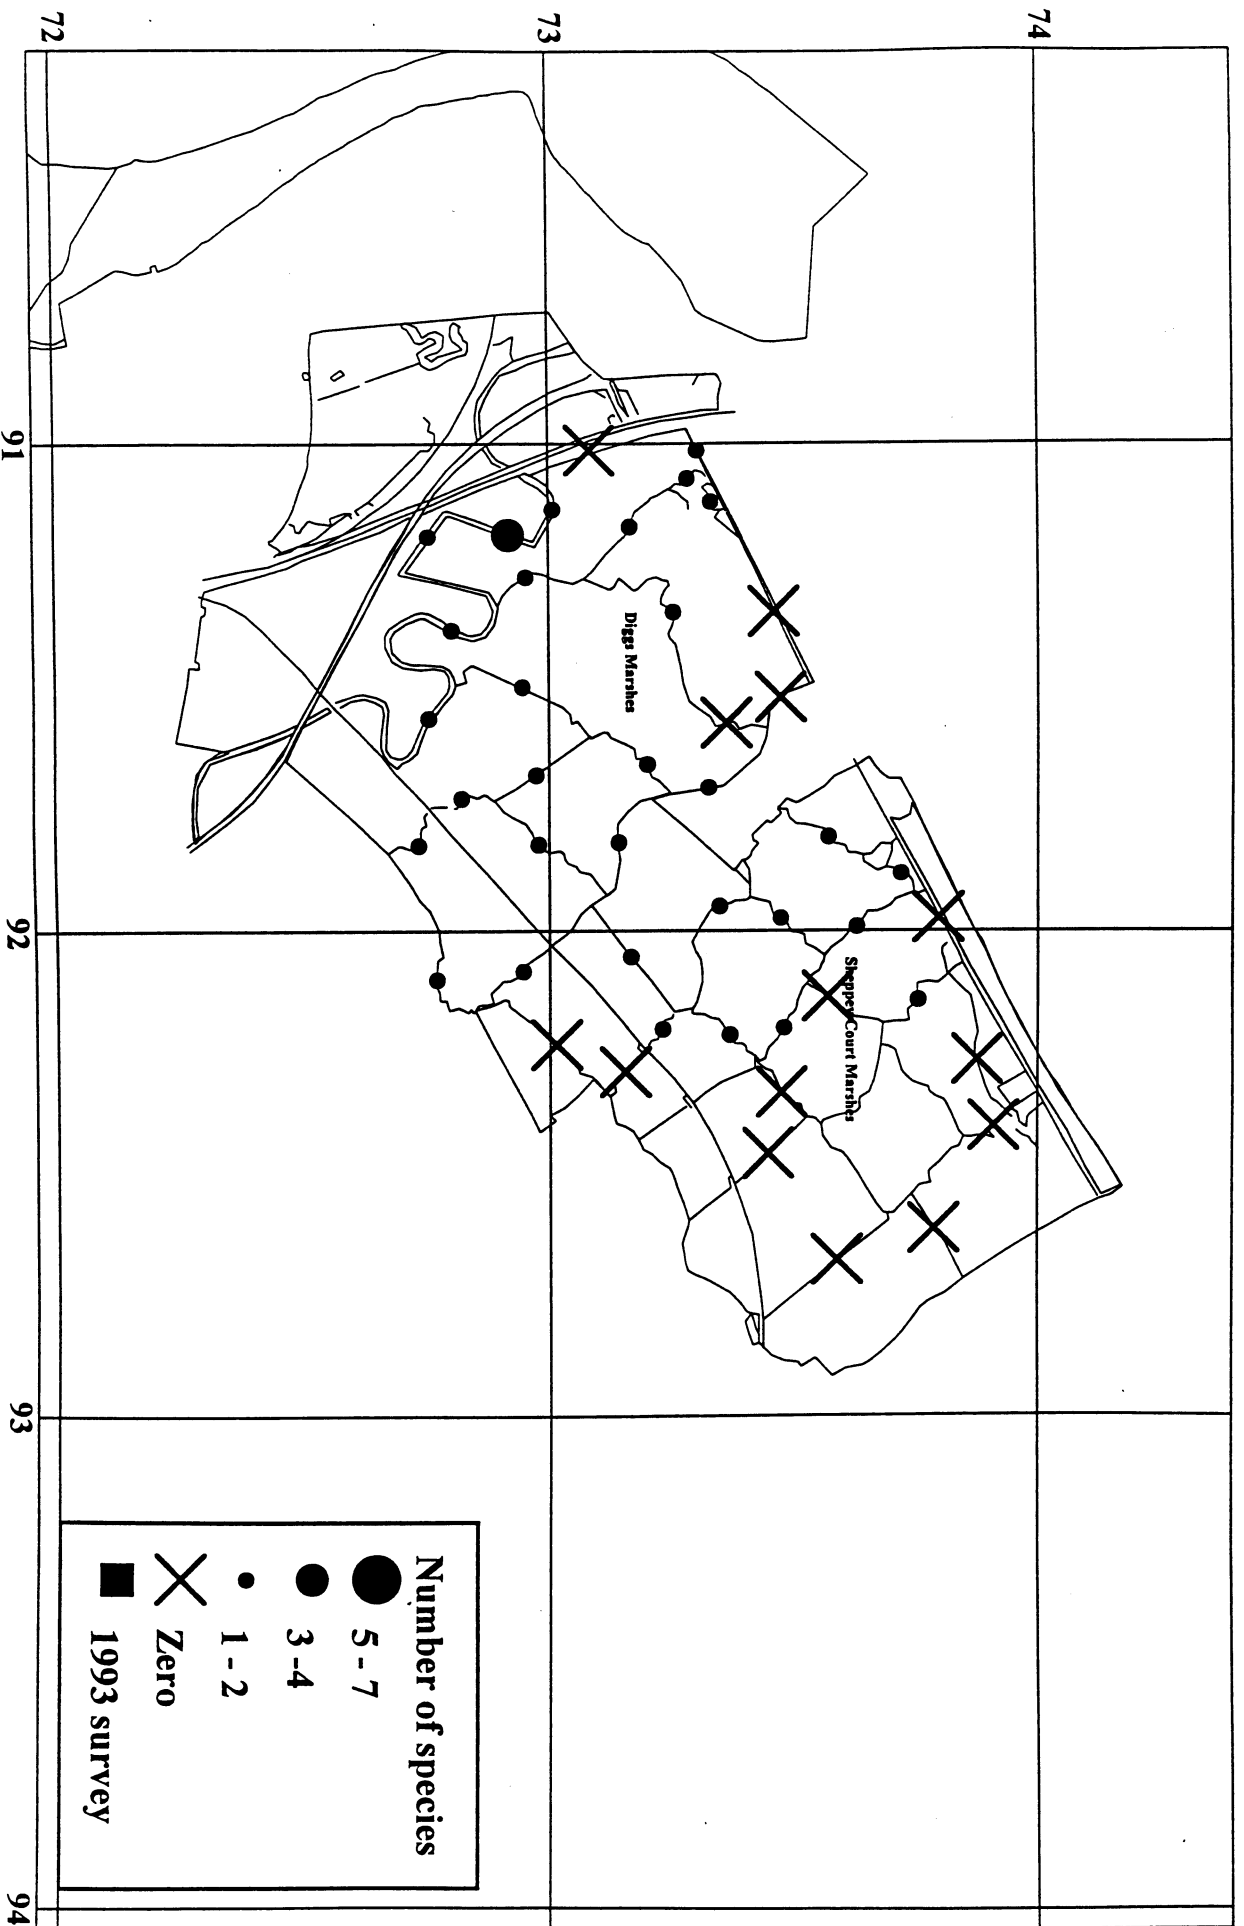 72
73
74
91
92
93
94
Diggs Marshes
Sheppey Court Marshes
Number of species
5 - 7
3 -4
1 - 2
Zero
1993 survey